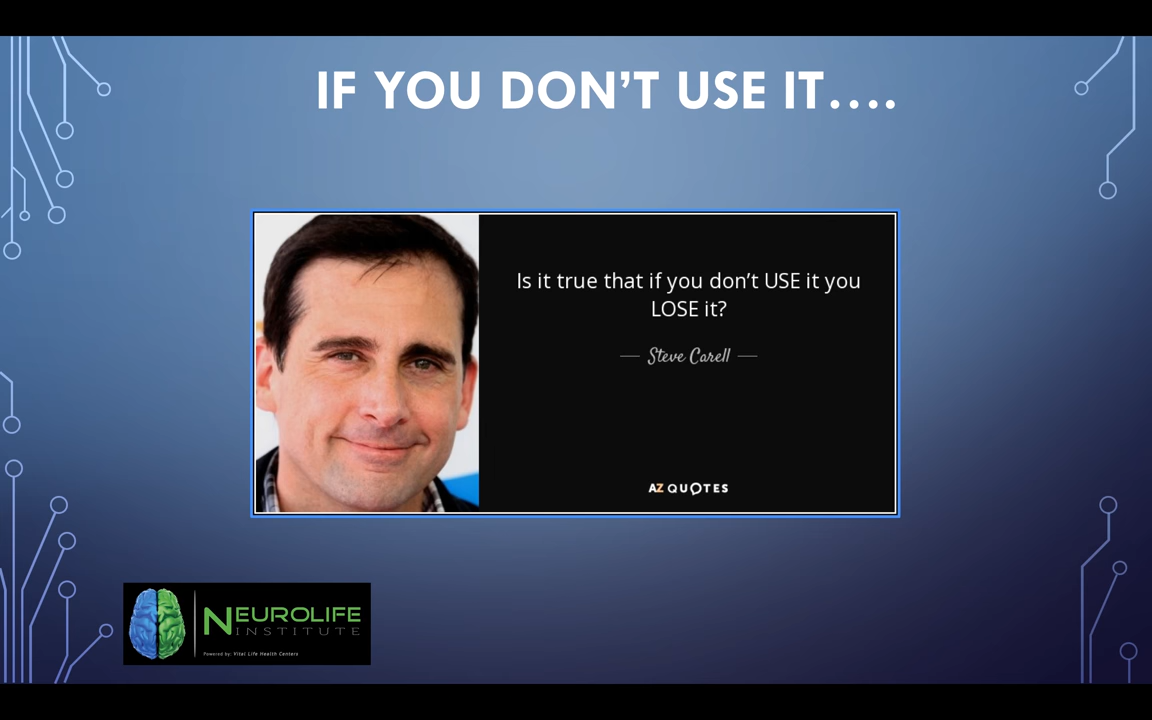 IF YOU DON’T USE IT....
Is it true that if you don’t USE it you
LOSE it?
Steve Carell
AZ QUOTES
NEUROLIFE
INSTITUTE
Powered by: Vital Life Health Centers